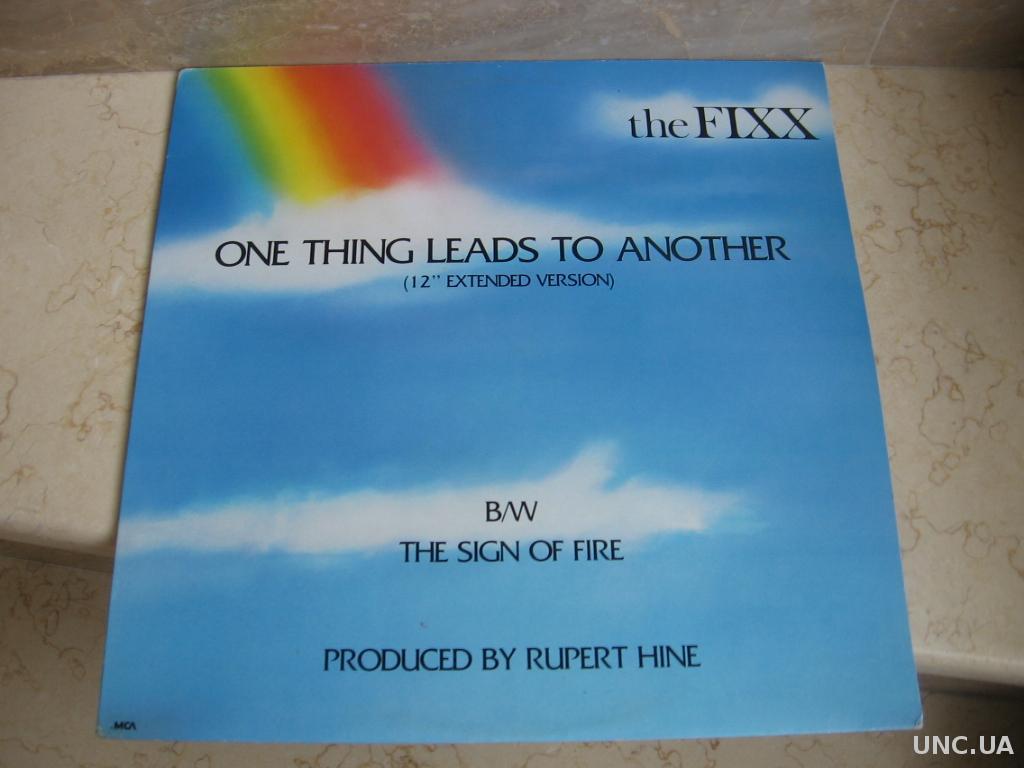 the FIXX
ONE THING LEADS TO ANOTHER
(12" EXTENDED VERSION)
B/W
THE SIGN OF FIRE
PRODUCED BY RUPERT HINE
MCA
UNC.UA